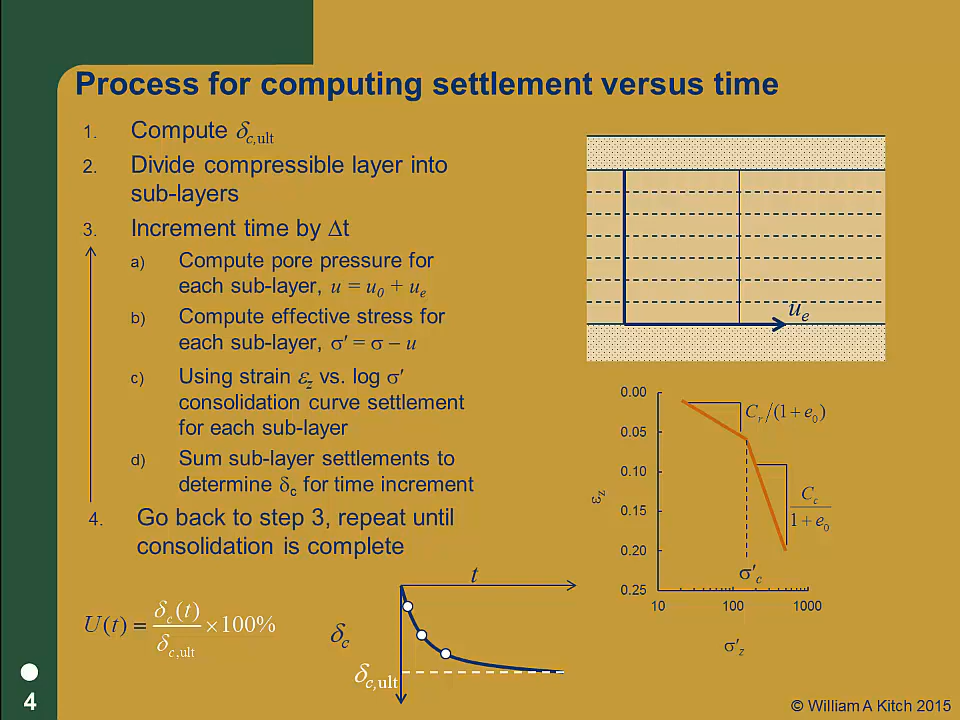 Process for computing settlement versus time
1. Compute δc,ult
2. Divide compressible layer into
sub-layers
3. Increment time by Δt
a) Compute pore pressure for
each sub-layer, u = u0 + ue
b) Compute effective stress for
each sub-layer, σ′ = σ – u
c) Using strain εz vs. log σ′
consolidation curve settlement
for each sub-layer
d) Sum sub-layer settlements to
determine δc for time increment
4. Go back to step 3, repeat until
consolidation is complete
U(t) = δc(t)/δc,ult ×100%
t
δc
δc,ult
ue
0.00
0.05
0.10
0.15
0.20
0.25
εz
10 100 1000
σ′z
Cr/(1+e0)
Cc
1+e0
σ′c
4
© William A Kitch 2015